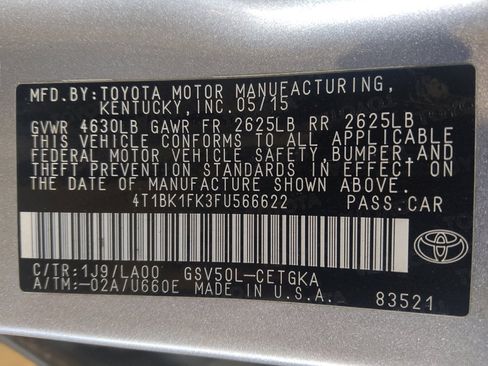 MFD.BY:TOYOTA MOTOR MANUFACTURING,
KENTUCKY, INC. 05/15
GVWR 4630LB GAWR FR 2625LB RR 2625LB
THIS VEHICLE CONFORMS TO ALL APPLICABLE
FEDERAL MOTOR VEHICLE SAFETY, BUMPER, AND
THEFT PREVENTION STANDARDS IN EFFECT ON
THE DATE OF MANUFACTURE SHOWN ABOVE.
4T1BK1FK3FU566622 PASS.CAR
C/TR:1J9/LA00 GSV50L-CETGKA
A/TM:-02A/U660E MADE IN U.S.A.
83521
TOYOTA